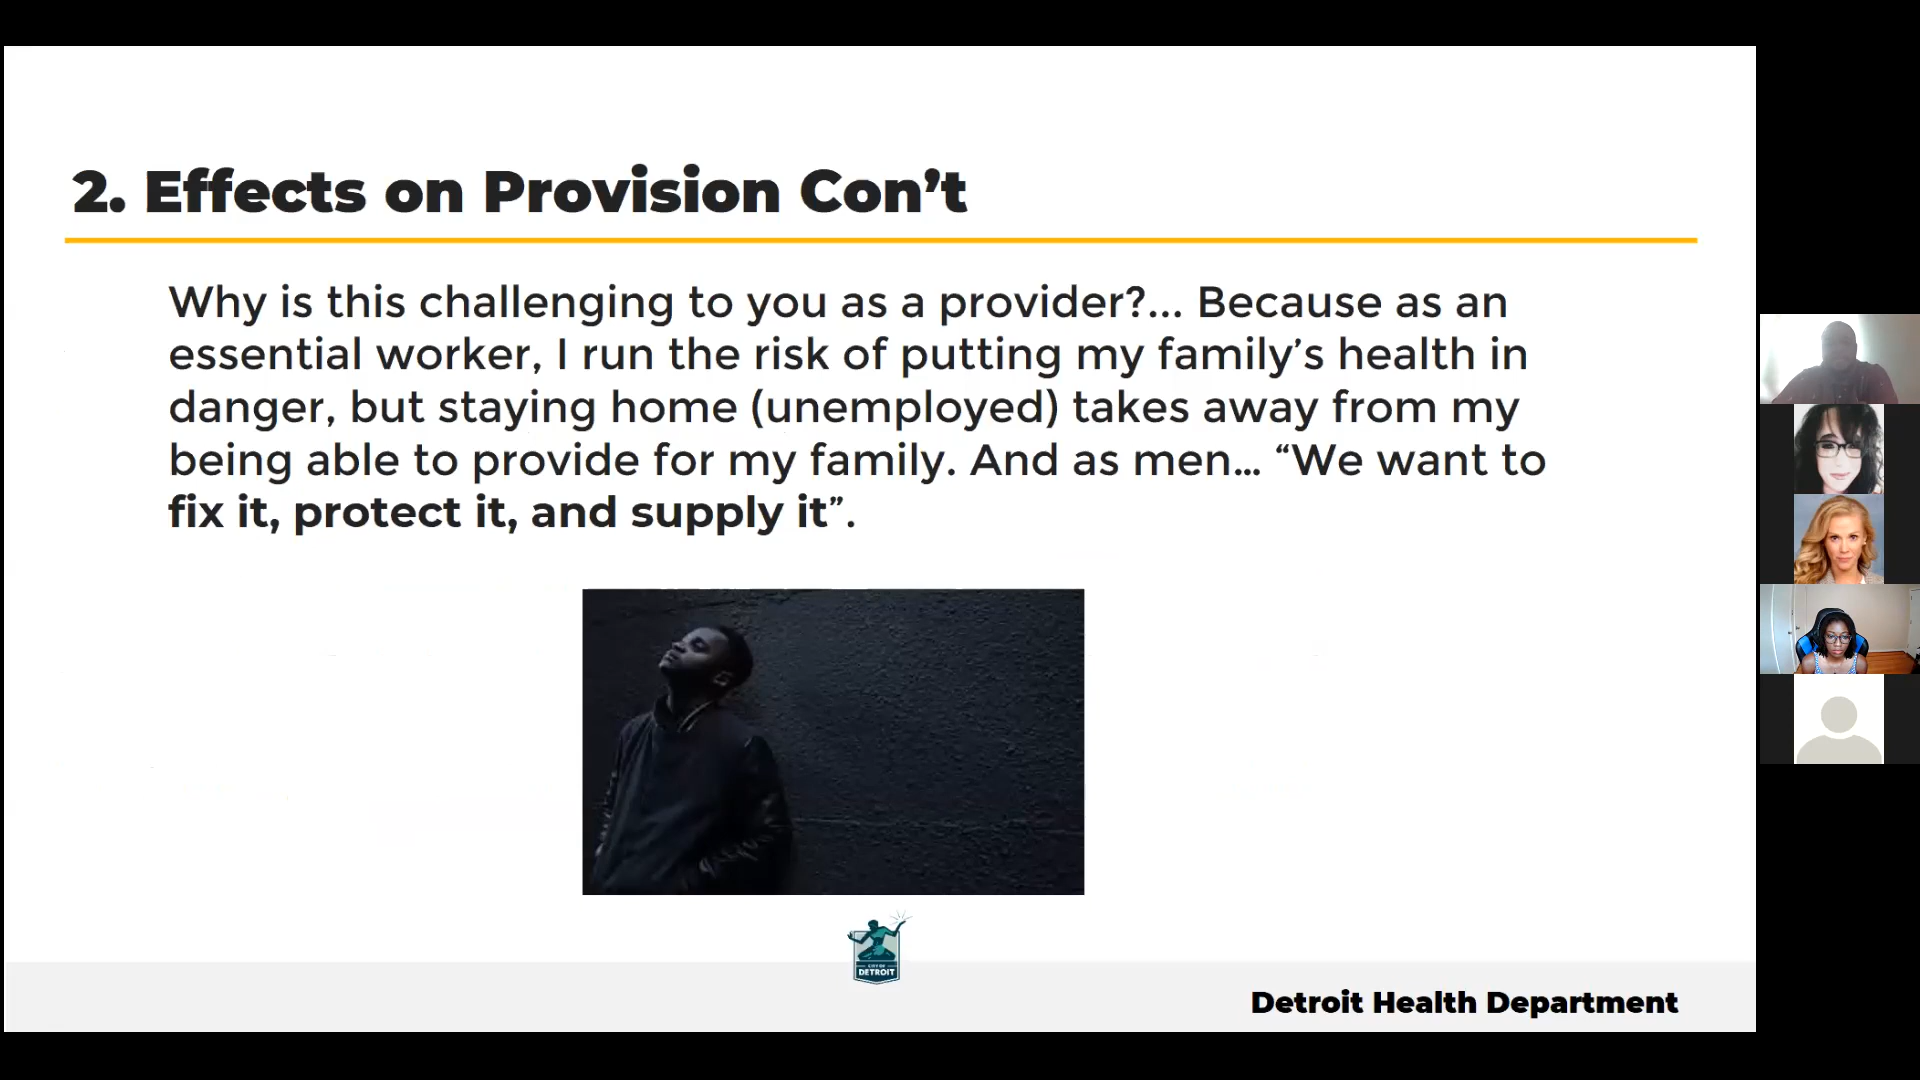 2. Effects on Provision Con’t
Why is this challenging to you as a provider?... Because as an
essential worker, I run the risk of putting my family’s health in
danger, but staying home (unemployed) takes away from my
being able to provide for my family. And as men… “We want to
fix it, protect it, and supply it”.
CITY OF
DETROIT
Detroit Health Department